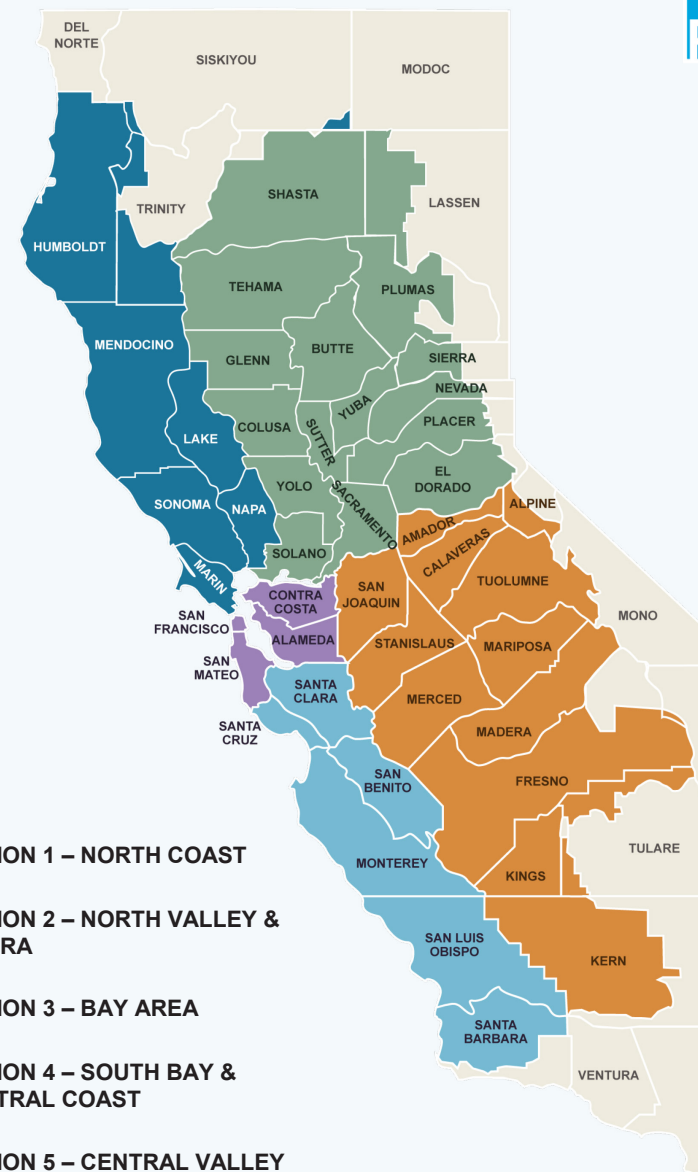 DEL
NORTE
SISKIYOU
MODOC
SHASTA
LASSEN
TRINITY
HUMBOLDT
TEHAMA
PLUMAS
MENDOCINO
BUTTE
GLENN
SIERRA
NEVADA
YUBA
PLACER
COLUSA
SUTTER
LAKE
EL
DORADO
YOLO
SACRAMENTO
SONOMA
NAPA
ALPINE
AMADOR
SOLANO
CALAVERAS
MARIN
TUOLUMNE
CONTRA
COSTA
SAN
JOAQUIN
SAN
FRANCISCO
MONO
ALAMEDA
STANISLAUS
MARIPOSA
SAN
MATEO
SANTA
CLARA
MERCED
SANTA
CRUZ
MADERA
SAN
BENITO
FRESNO
TULARE
MONTEREY
KINGS
SAN LUIS
OBISPO
KERN
SANTA
BARBARA
VENTURA
ION 1 – NORTH COAST
ION 2 – NORTH VALLEY &
RA
ION 3 – BAY AREA
ION 4 – SOUTH BAY &
TRAL COAST
ION 5 – CENTRAL VALLEY